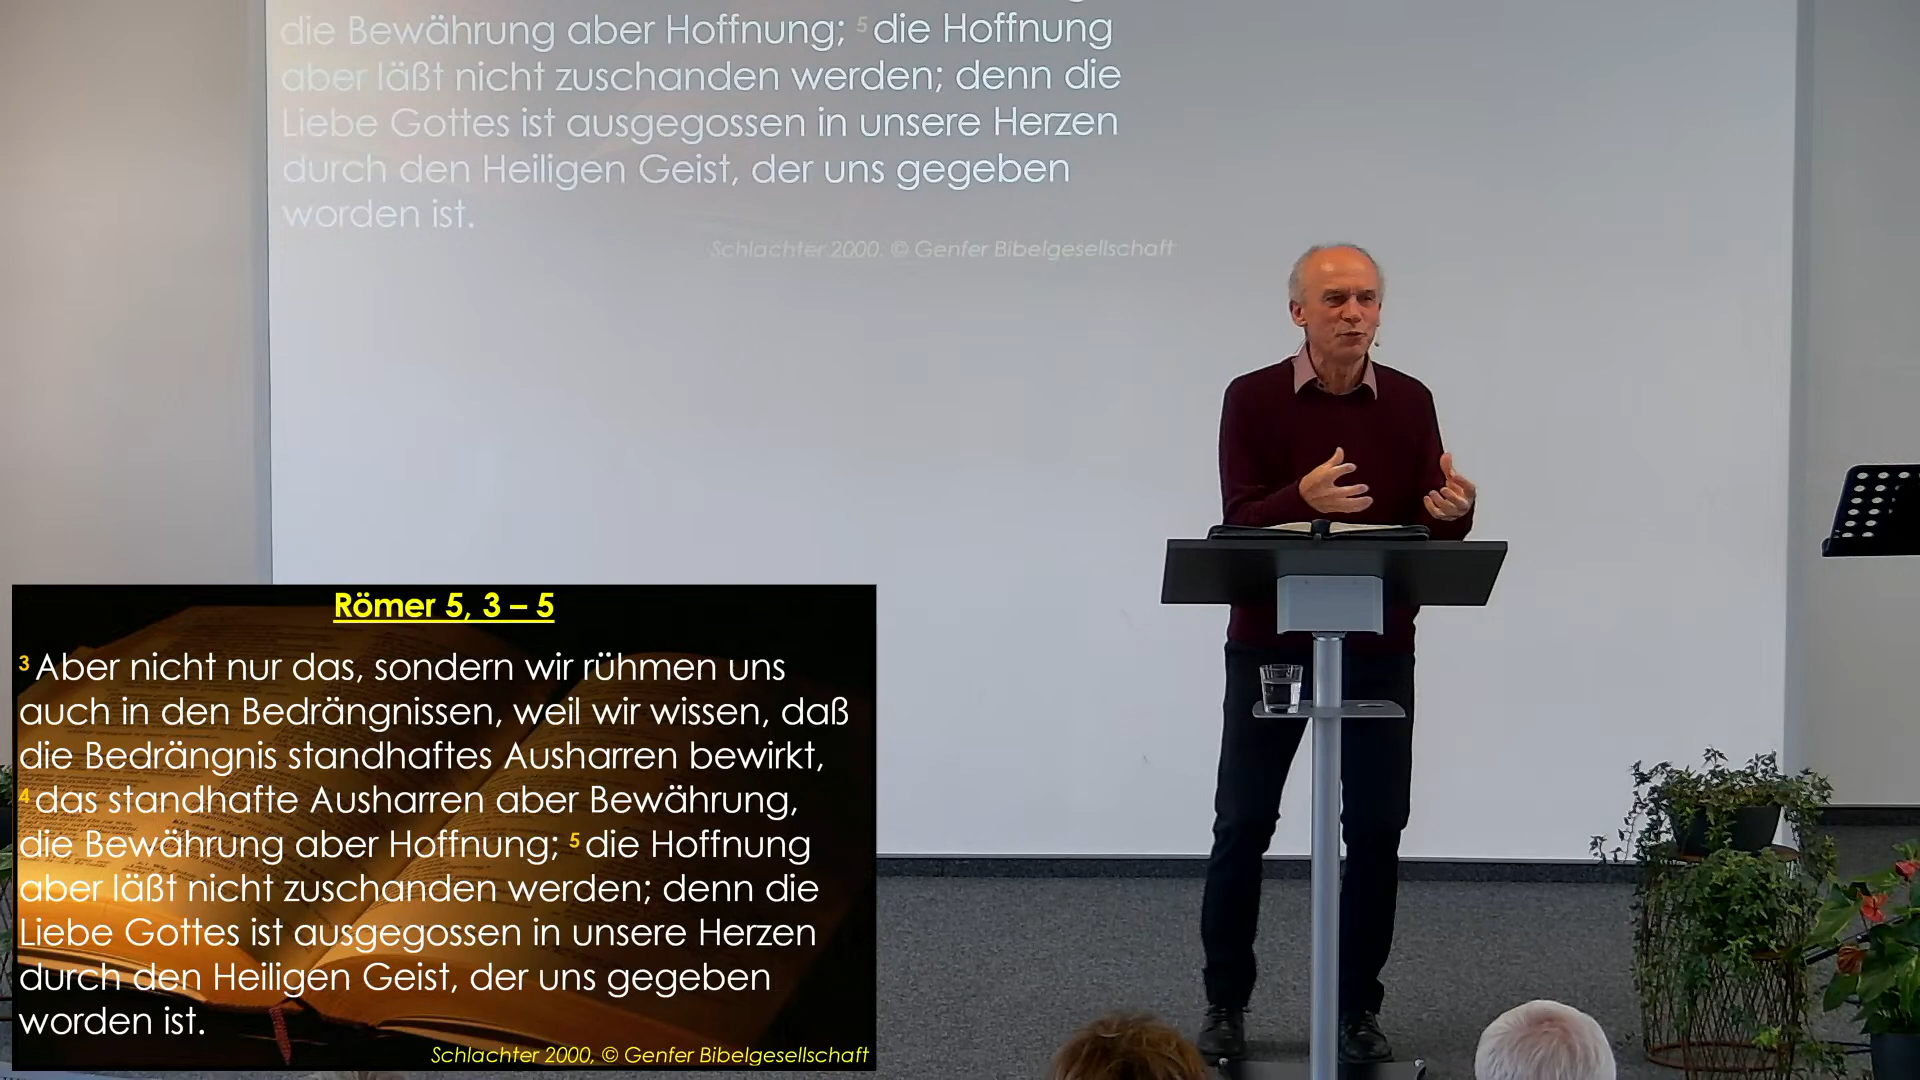 die Bewährung aber Hoffnung; 5 die Hoffnung
aber läßt nicht zuschanden werden; denn die
Liebe Gottes ist ausgegossen in unsere Herzen
durch den Heiligen Geist, der uns gegeben
worden ist.
Schlachter 2000, © Genfer Bibelgesellschaft
Römer 5, 3 – 5
3 Aber nicht nur das, sondern wir rühmen uns
auch in den Bedrängnissen, weil wir wissen, daß
die Bedrängnis standhaftes Ausharren bewirkt,
4 das standhafte Ausharren aber Bewährung,
die Bewährung aber Hoffnung; 5 die Hoffnung
aber läßt nicht zuschanden werden; denn die
Liebe Gottes ist ausgegossen in unsere Herzen
durch den Heiligen Geist, der uns gegeben
worden ist.
Schlachter 2000, © Genfer Bibelgesellschaft